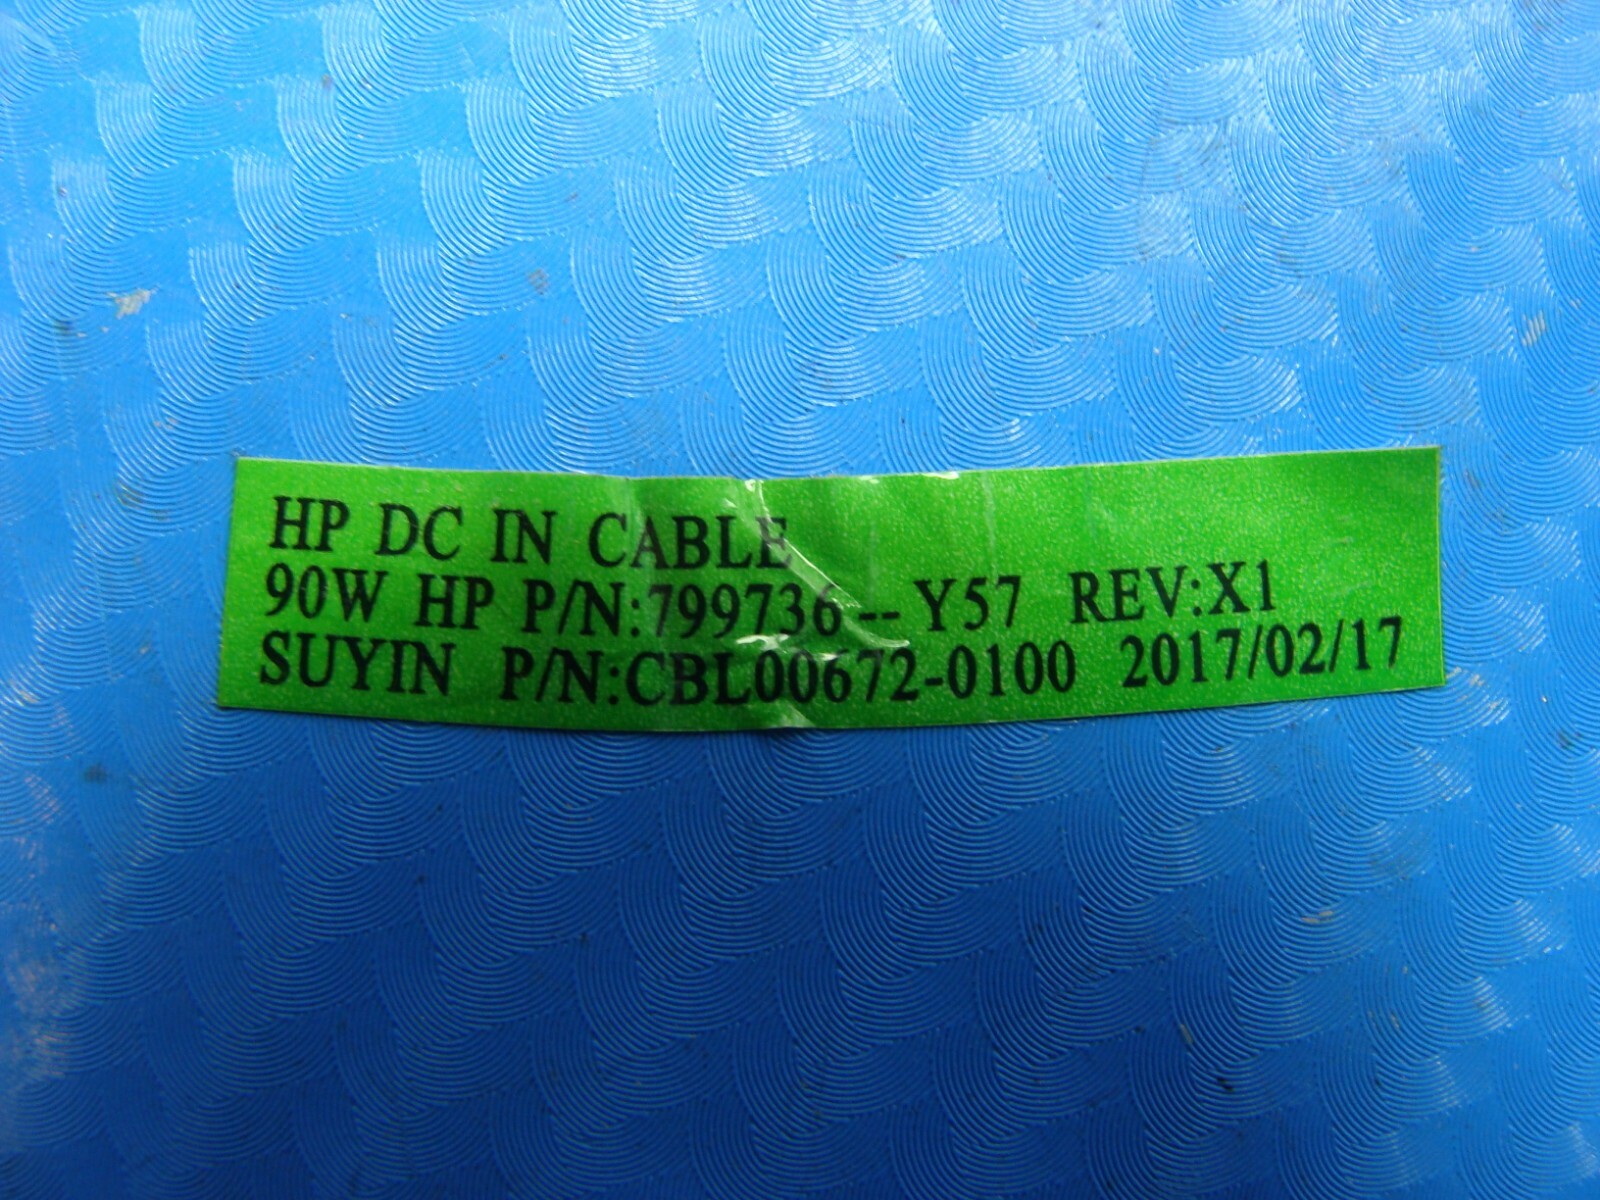 HP DC IN CABLE
90W HP P/N:799736--Y57 REV:X1
SUYIN P/N:CBL00672-0100 2017/02/17